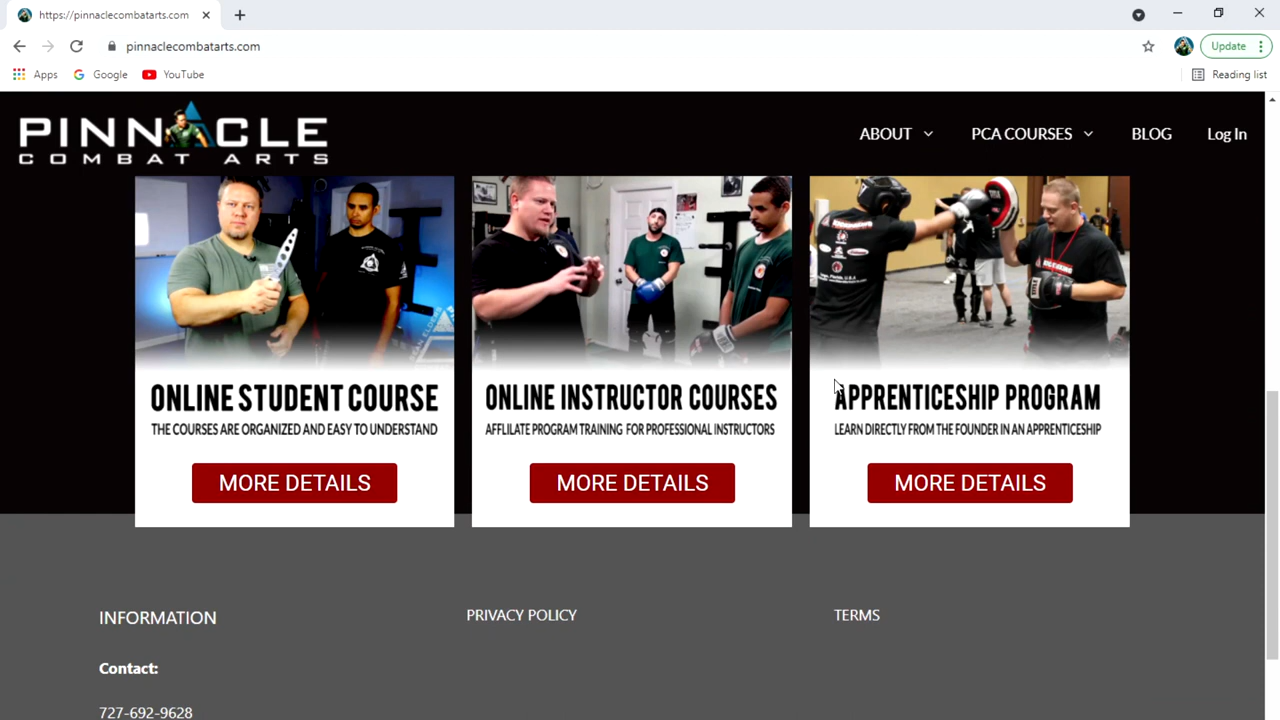 https://pinnaclecombatarts.com
pinnaclecombatarts.com
Update
Apps
Google
YouTube
Reading list
PINNACLE
COMBAT ARTS
ABOUT
PCA COURSES
BLOG
Log In
ONLINE STUDENT COURSE
THE COURSES ARE ORGANIZED AND EASY TO UNDERSTAND
MORE DETAILS
ONLINE INSTRUCTOR COURSES
AFFLILATE PROGRAM TRAINING FOR PROFESSIONAL INSTRUCTORS
MORE DETAILS
APPRENTICESHIP PROGRAM
LEARN DIRECTLY FROM THE FOUNDER IN AN APPRENTICESHIP
MORE DETAILS
INFORMATION
Contact:
727-692-9628
PRIVACY POLICY
TERMS